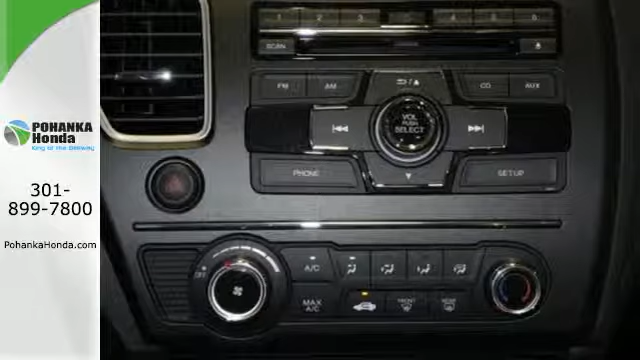 1 2 3 4 5 6
SCAN
FM AM CD AUX
VOL
PUSH
SELECT
PHONE SETUP
A/C
MAX
A/C
FRONT REAR
POHANKA
Honda
King of the Beltway
301-
899-7800
PohankaHonda.com